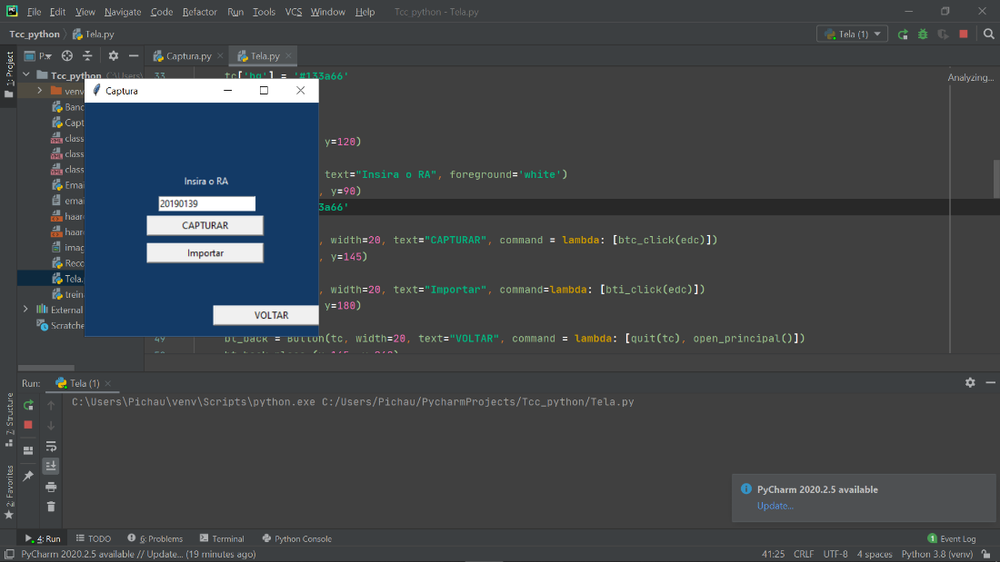 File Edit View Navigate Code Refactor Run Tools VCS Window Help Tcc_python - Tela.py
Tcc_python Tela.py Tela (1)
1: Project
P... Captura.py Tela.py
Tcc_python C:\Users\ 33 tc['bg'] = '#133a66'
Analyzing...
Captura
venv
Banc
Capt
class
class
class
Emai
emai
haar
haar
imag
Reco
Tela.
treina
External
Scratche
Insira o RA
20190139
CAPTURAR
Importar
VOLTAR
y=120)
text="Insira o RA", foreground='white')
, y=90)
3a66'
, width=20, text="CAPTURAR", command = lambda: [btc_click(edc)])
, y=145)
, width=20, text="Importar", command=lambda: [bti_click(edc)])
y=180)
49 bt_back = Button(tc, width=20, text="VOLTAR", command = lambda: [quit(tc), open_principal()])
Run: Tela (1)
C:\Users\Pichau\venv\Scripts\python.exe C:/Users/Pichau/PycharmProjects/Tcc_python/Tela.py
7: Structure
2: Favorites
PyCharm 2020.2.5 available
Update...
4: Run TODO 6: Problems Terminal Python Console 1 Event Log
PyCharm 2020.2.5 available // Update... (19 minutes ago) 41:25 CRLF UTF-8 4 spaces Python 3.8 (venv)